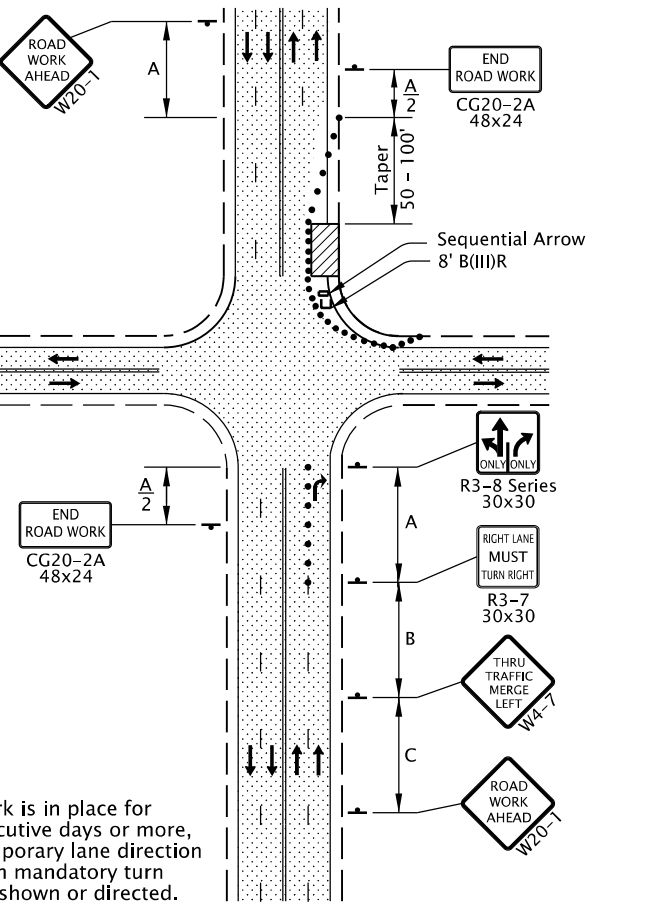 ROAD
WORK
AHEAD
W20-1
A
END
ROAD WORK
CG20-2A
48x24
A
2
Taper
50 - 100'
Sequential Arrow
8' B(III)R
ONLY ONLY
R3-8 Series
30x30
A
2
END
ROAD WORK
CG20-2A
48x24
A
RIGHT LANE
MUST
TURN RIGHT
R3-7
30x30
B
THRU
TRAFFIC
MERGE
LEFT
W4-7
C
ROAD
WORK
AHEAD
W20-1
rk is in place for
cutive days or more,
porary lane direction
n mandatory turn
shown or directed.